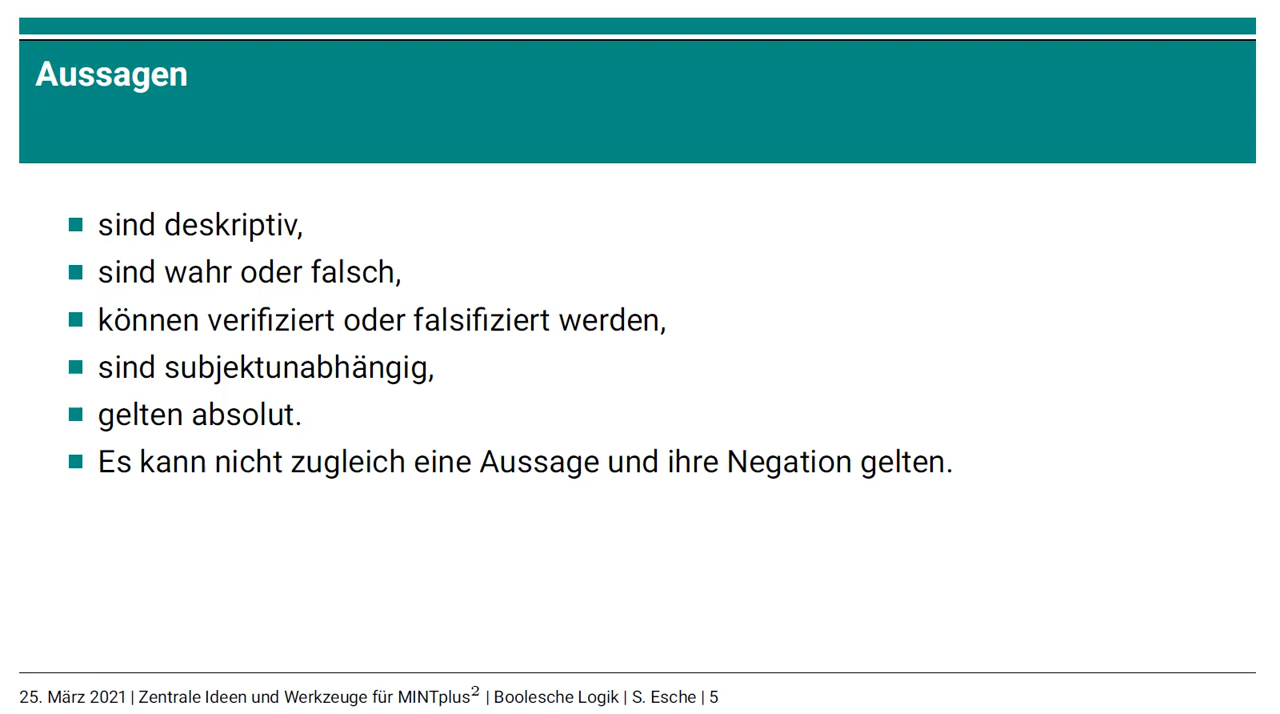 Aussagen
sind deskriptiv,
sind wahr oder falsch,
können verifiziert oder falsifiziert werden,
sind subjektunabhängig,
gelten absolut.
Es kann nicht zugleich eine Aussage und ihre Negation gelten.
25. März 2021 | Zentrale Ideen und Werkzeuge für MINTplus² | Boolesche Logik | S. Esche | 5